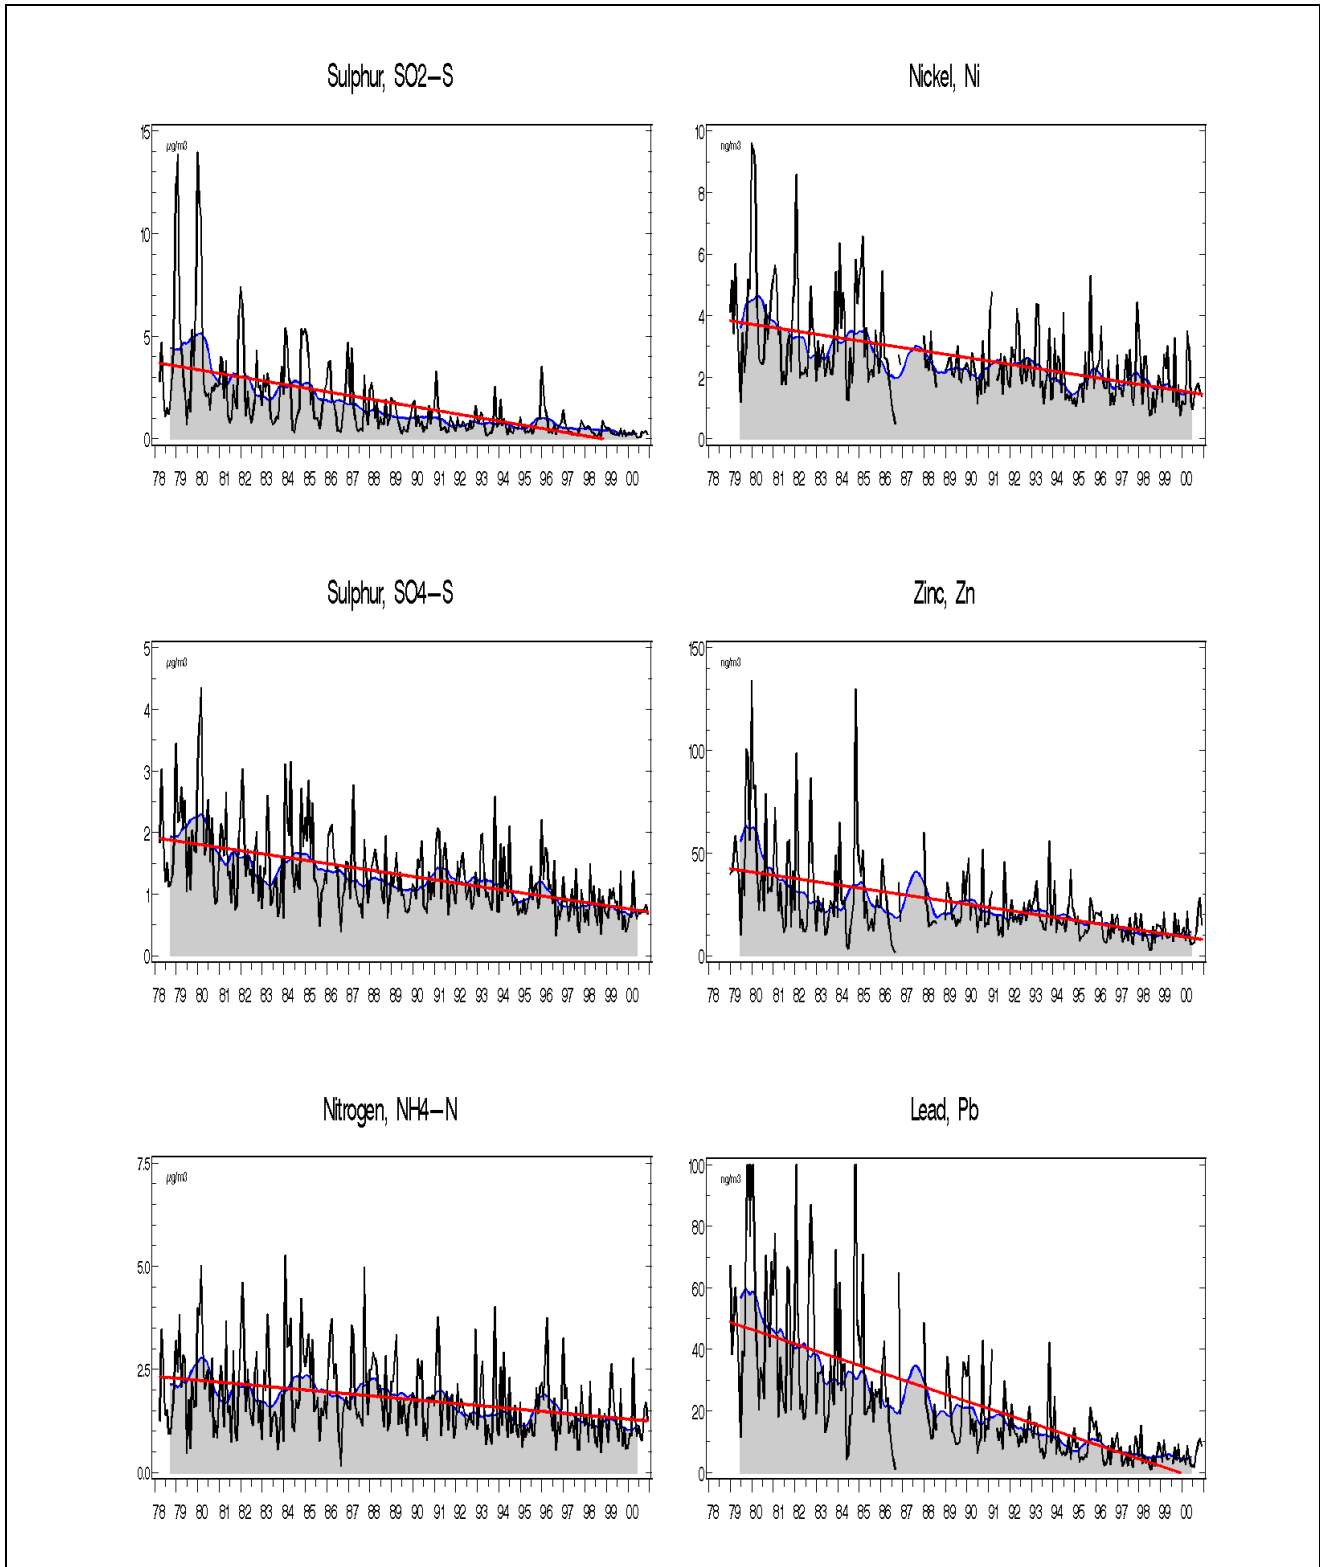 Sulphur, SO2–S
µg/m3
15
10
5
0
78 79 80 81 82 83 84 85 86 87 88 89 90 91 92 93 94 95 96 97 98 99 00
Nickel, Ni
ng/m3
10
8
6
4
2
0
78 79 80 81 82 83 84 85 86 87 88 89 90 91 92 93 94 95 96 97 98 99 00
Sulphur, SO4–S
µg/m3
5
4
3
2
1
0
78 79 80 81 82 83 84 85 86 87 88 89 90 91 92 93 94 95 96 97 98 99 00
Zinc, Zn
ng/m3
150
100
50
0
78 79 80 81 82 83 84 85 86 87 88 89 90 91 92 93 94 95 96 97 98 99 00
Nitrogen, NH4–N
µg/m3
7.5
5.0
2.5
0.0
78 79 80 81 82 83 84 85 86 87 88 89 90 91 92 93 94 95 96 97 98 99 00
Lead, Pb
ng/m3
100
80
60
40
20
0
78 79 80 81 82 83 84 85 86 87 88 89 90 91 92 93 94 95 96 97 98 99 00